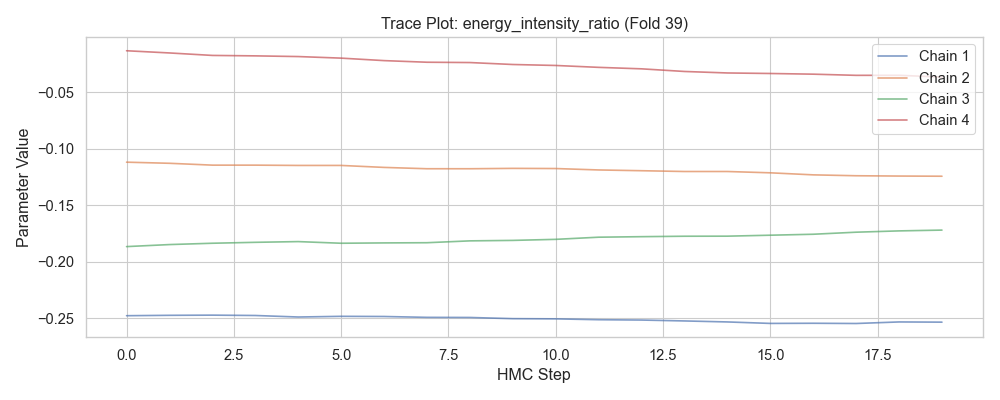 Trace Plot: energy_intensity_ratio (Fold 39)
Chain 1
Chain 2
Chain 3
Chain 4
Parameter Value
−0.05
−0.10
−0.15
−0.20
−0.25
0.0 2.5 5.0 7.5 10.0 12.5 15.0 17.5
HMC Step